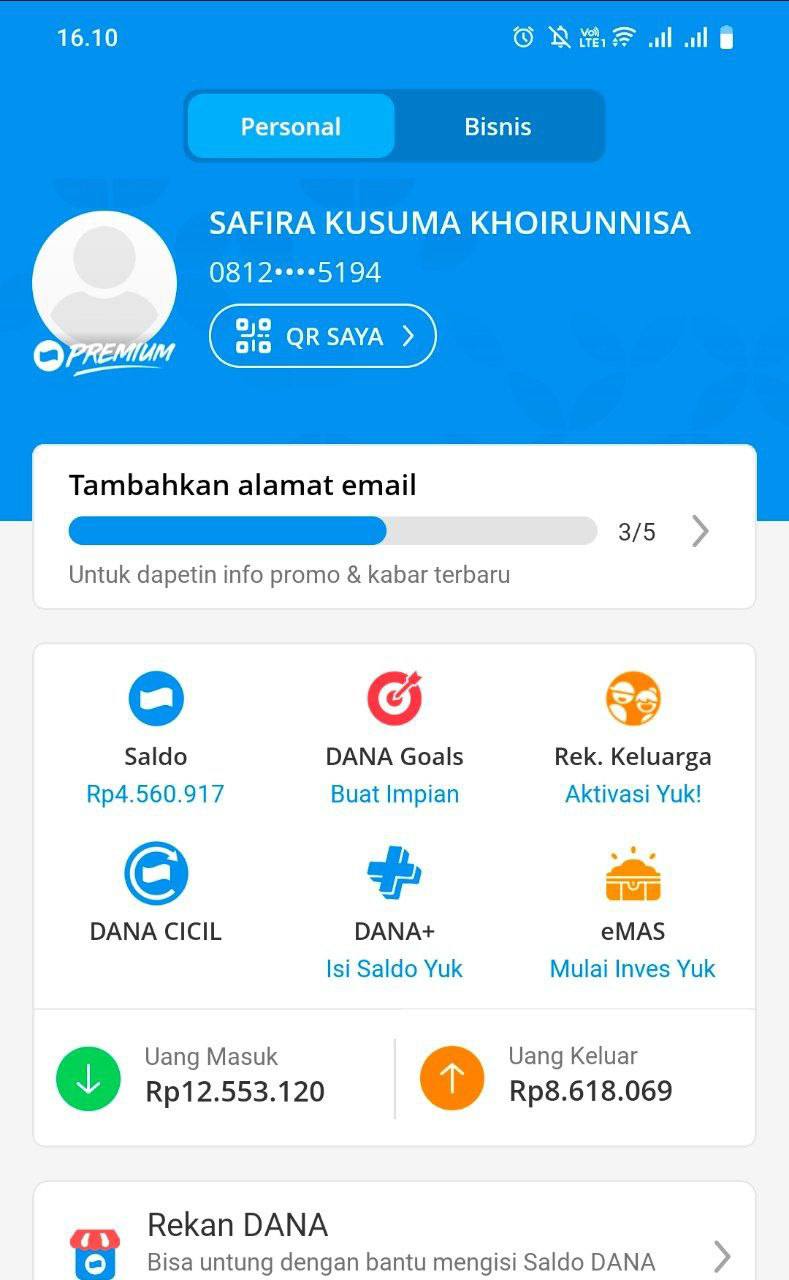 16.10
Vo)) LTE1
Personal Bisnis
SAFIRA KUSUMA KHOIRUNNISA
0812••••5194
PREMIUM
QR SAYA
Tambahkan alamat email
3/5
Untuk dapetin info promo & kabar terbaru
Saldo DANA Goals Rek. Keluarga
Rp4.560.917 Buat Impian Aktivasi Yuk!
DANA CICIL DANA+ eMAS
Isi Saldo Yuk Mulai Inves Yuk
Uang Masuk Uang Keluar
Rp12.553.120 Rp8.618.069
Rekan DANA
Bisa untung dengan bantu mengisi Saldo DANA